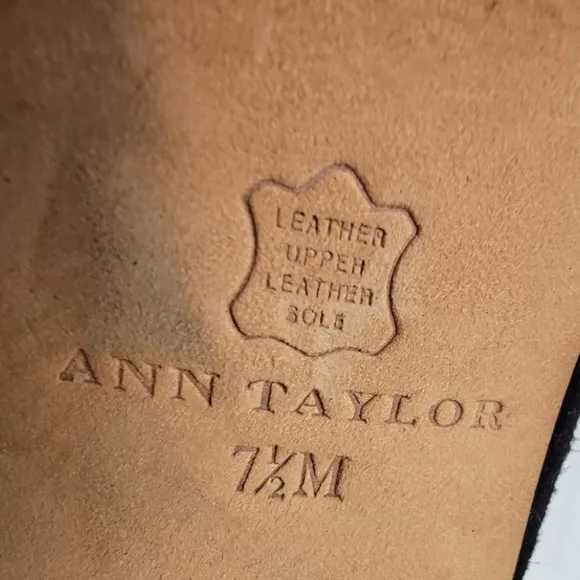 LEATHER
UPPER
LEATHER
SOLE
ANN TAYLOR
7½M